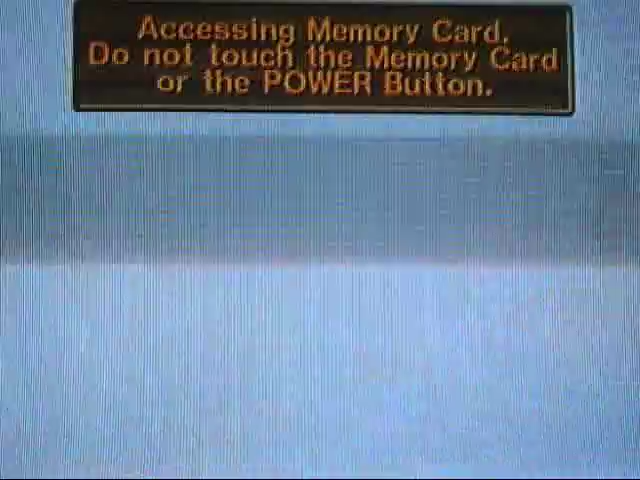 Accessing Memory Card.
Do not touch the Memory Card
or the POWER Button.